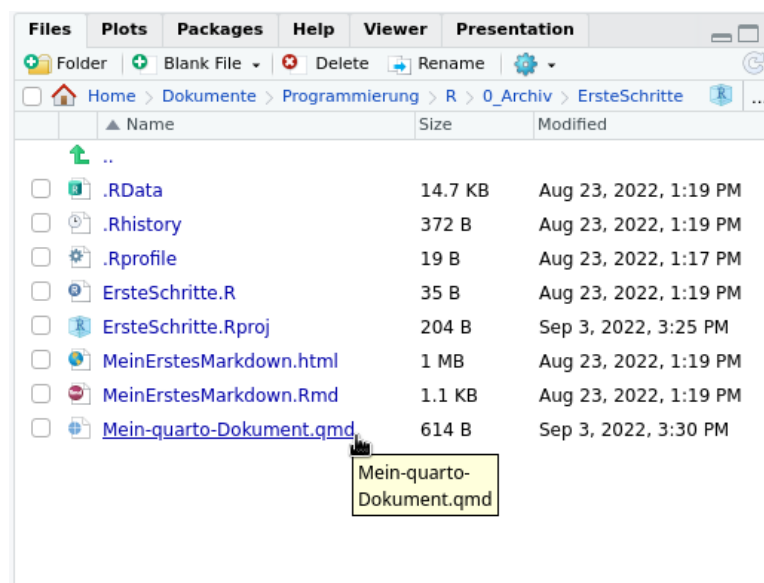 Files Plots Packages Help Viewer Presentation
Folder Blank File Delete Rename
Home > Dokumente > Programmierung > R > 0_Archiv > ErsteSchritte R ...
Name Size Modified
..
.RData 14.7 KB Aug 23, 2022, 1:19 PM
.Rhistory 372 B Aug 23, 2022, 1:19 PM
.Rprofile 19 B Aug 23, 2022, 1:17 PM
ErsteSchritte.R 35 B Aug 23, 2022, 1:19 PM
ErsteSchritte.Rproj 204 B Sep 3, 2022, 3:25 PM
MeinErstesMarkdown.html 1 MB Aug 23, 2022, 1:19 PM
MeinErstesMarkdown.Rmd 1.1 KB Aug 23, 2022, 1:19 PM
Mein-quarto-Dokument.qmd 614 B Sep 3, 2022, 3:30 PM
Mein-quarto-
Dokument.qmd